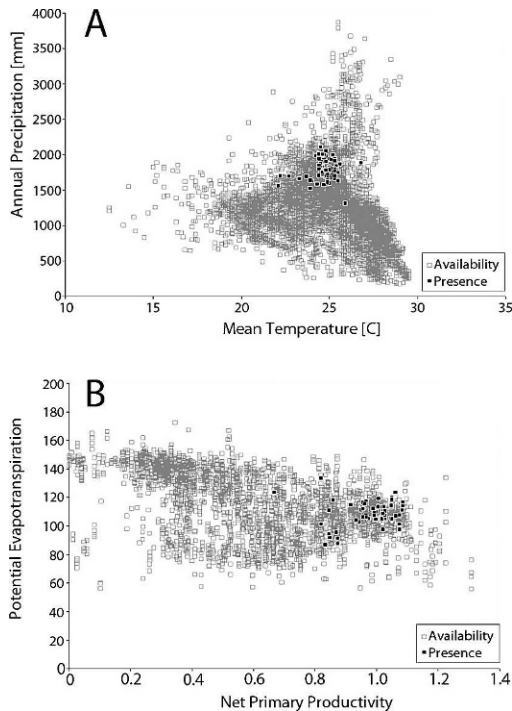 A
4000
3500
3000
2500
2000
1500
1000
500
0
Annual Precipitation [mm]
10 15 20 25 30 35
Mean Temperature [C]
Availability
Presence
B
200
180
160
140
120
100
80
60
40
20
0
Potential Evapotranspiration
0 0.2 0.4 0.6 0.8 1.0 1.2 1.4
Net Primary Productivity
Availability
Presence